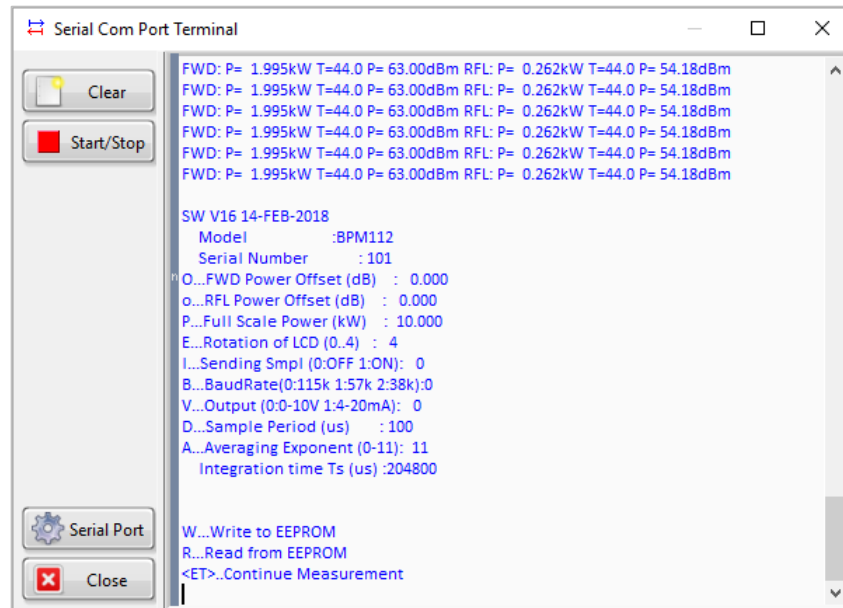 Serial Com Port Terminal
Clear
Start/Stop
Serial Port
Close
FWD: P=  1.995kW T=44.0 P= 63.00dBm RFL: P=  0.262kW T=44.0 P= 54.18dBm
FWD: P=  1.995kW T=44.0 P= 63.00dBm RFL: P=  0.262kW T=44.0 P= 54.18dBm
FWD: P=  1.995kW T=44.0 P= 63.00dBm RFL: P=  0.262kW T=44.0 P= 54.18dBm
FWD: P=  1.995kW T=44.0 P= 63.00dBm RFL: P=  0.262kW T=44.0 P= 54.18dBm
FWD: P=  1.995kW T=44.0 P= 63.00dBm RFL: P=  0.262kW T=44.0 P= 54.18dBm
FWD: P=  1.995kW T=44.0 P= 63.00dBm RFL: P=  0.262kW T=44.0 P= 54.18dBm
SW V16 14-FEB-2018
Model :BPM112
Serial Number : 101
n
O...FWD Power Offset (dB) : 0.000
o...RFL Power Offset (dB) : 0.000
P...Full Scale Power (kW) : 10.000
E...Rotation of LCD (0..4) : 4
I...Sending Smpl (0:OFF 1:ON): 0
B...BaudRate(0:115k 1:57k 2:38k):0
V...Output (0:0-10V 1:4-20mA): 0
D...Sample Period (us) : 100
A...Averaging Exponent (0-11): 11
Integration time Ts (us) :204800
W...Write to EEPROM
R...Read from EEPROM
<ET>..Continue Measurement